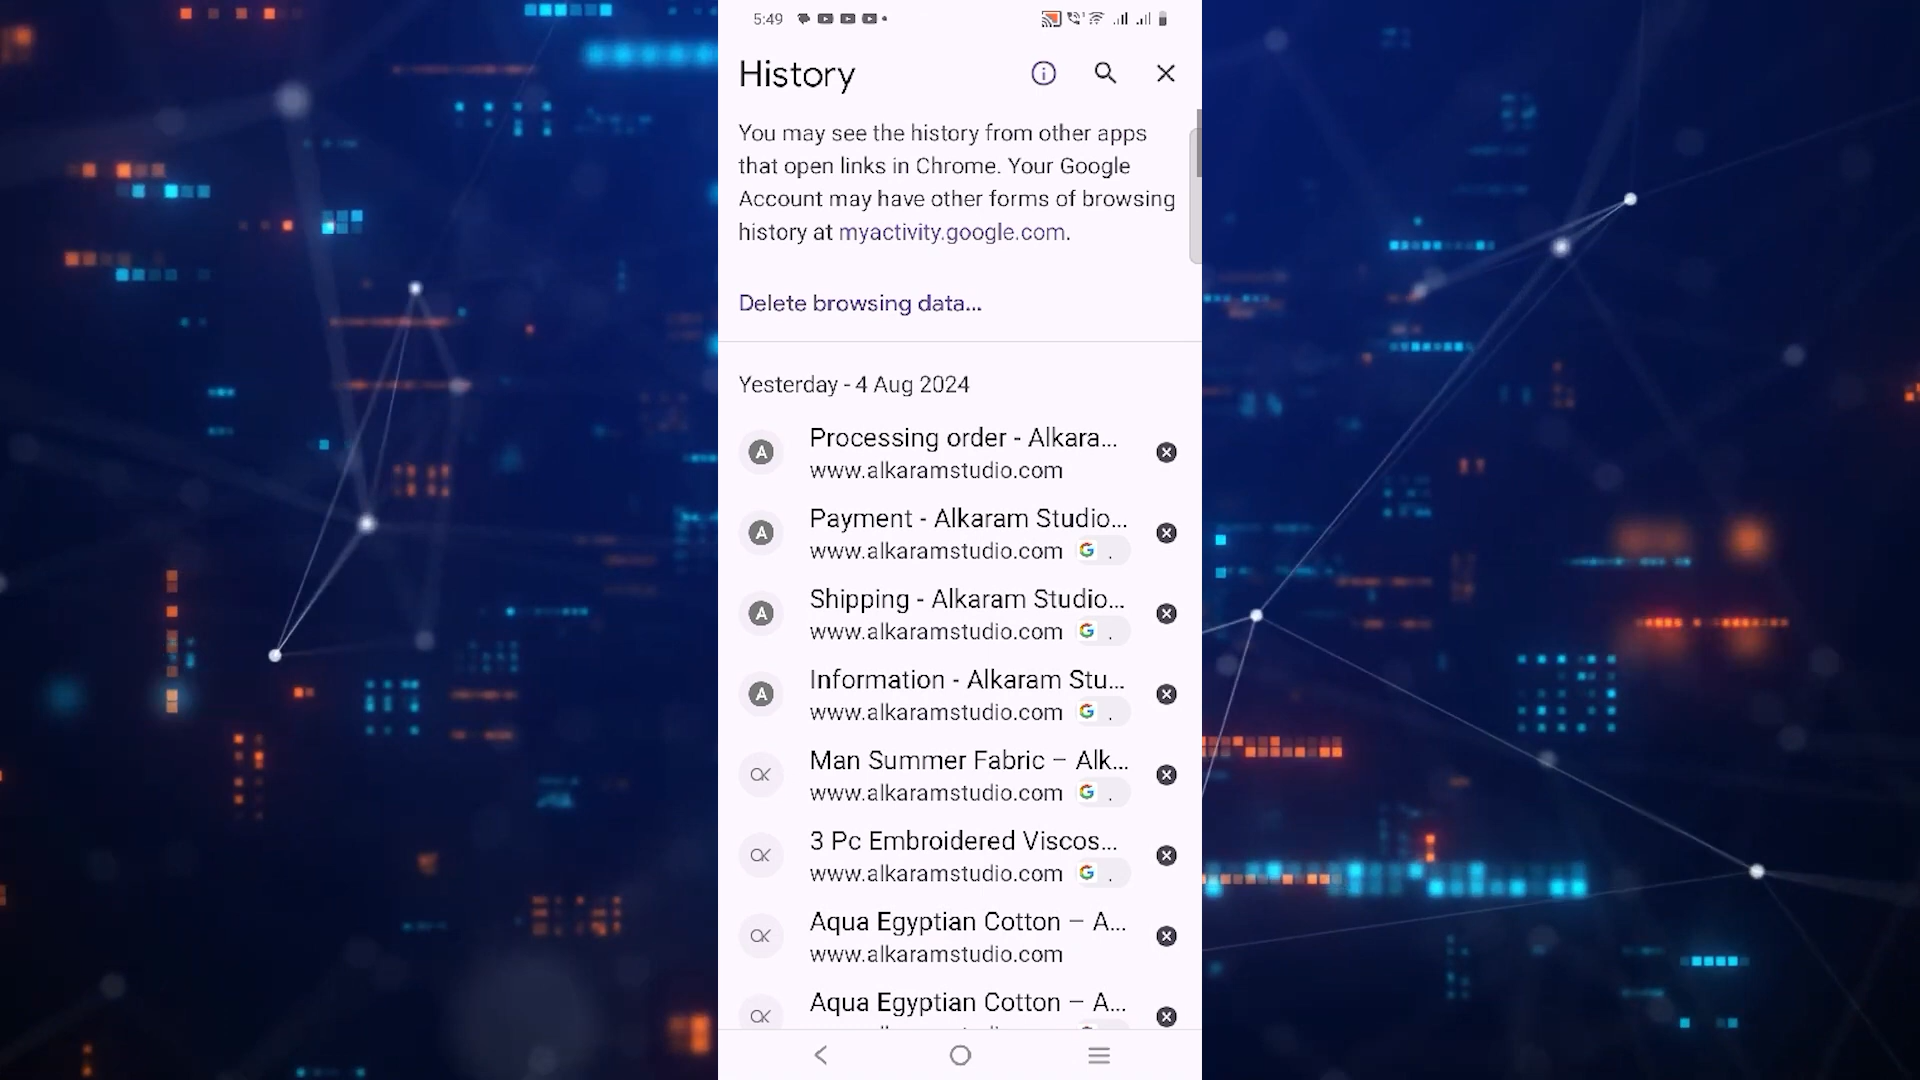 5:49
History
You may see the history from other apps
that open links in Chrome. Your Google
Account may have other forms of browsing
history at myactivity.google.com.
Delete browsing data...
Yesterday - 4 Aug 2024
A
Processing order - Alkara...
www.alkaramstudio.com
A
Payment - Alkaram Studio...
www.alkaramstudio.com G .
A
Shipping - Alkaram Studio...
www.alkaramstudio.com G .
A
Information - Alkaram Stu...
www.alkaramstudio.com G .
Man Summer Fabric – Alk...
www.alkaramstudio.com G .
3 Pc Embroidered Viscos...
www.alkaramstudio.com G .
Aqua Egyptian Cotton – A...
www.alkaramstudio.com
Aqua Egyptian Cotton – A...